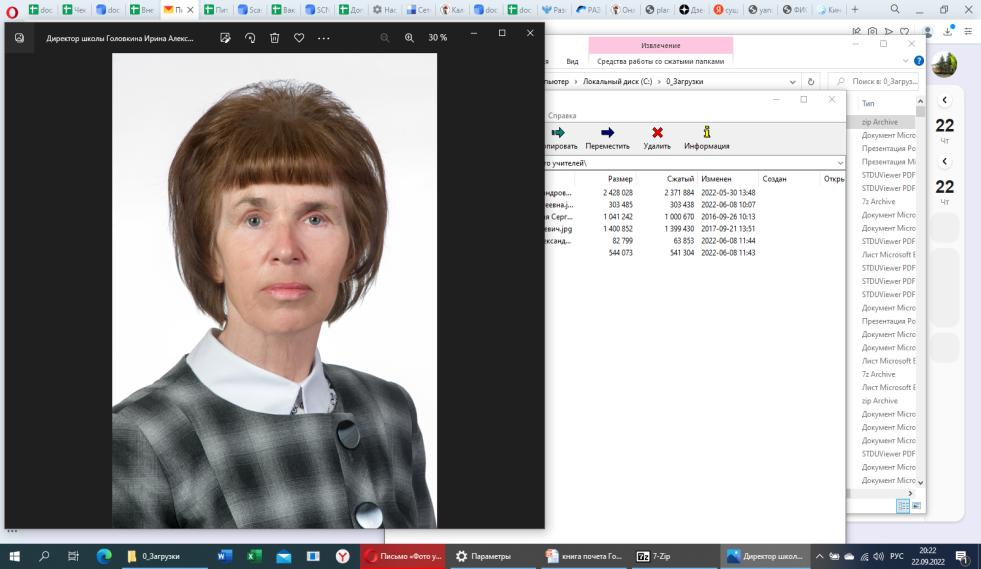 doc Чек doc Вне П Пит Sca Вак SCN Дог Нас Сет Кал doc doc Раз РАЗ Онл plar Дзе сущ yan ФИО Кин
Директор школы Головкина Ирина Алекс...
30 %
Извлечение
Вид Средства работы со сжатыми папками
пьютер › Локальный диск (C:) › 0_Загрузки
Поиск в: 0_Загруз...
Справка
опировать Переместить Удалить Информация
то учителей\
Размер Сжатый Изменен Создан Откры
ндров... 2 428 028 2 371 884 2022-05-30 13:48
еевна.j... 303 485 303 438 2022-06-08 10:07
я Серг... 1 041 242 1 000 670 2016-09-26 10:13
евич.jpg 1 400 852 1 399 430 2017-09-21 13:51
ександ... 82 799 63 853 2022-06-08 11:44
544 073 541 304 2022-06-08 11:43
Тип
zip Archive
Документ Micro
Презентация Po
Презентация Mi
STDUViewer PDF
STDUViewer PDF
7z Archive
Документ Micro
Документ Micro
STDUViewer PDF
Лист Microsoft E
STDUViewer PDF
STDUViewer PDF
STDUViewer PDF
Документ Micro
Презентация Po
Документ Micro
Документ Micro
Лист Microsoft E
7z Archive
Лист Microsoft E
zip Archive
Документ Micro
Документ Micro
Документ Micro
STDUViewer PDF
Документ Micro
Документ Micro
22
Чт
22
Чт
0_Загрузки
Письмо «Фото у...
Параметры
книга почета Го...
7-Zip
Директор школ...
РУС
20:22
22.09.2022